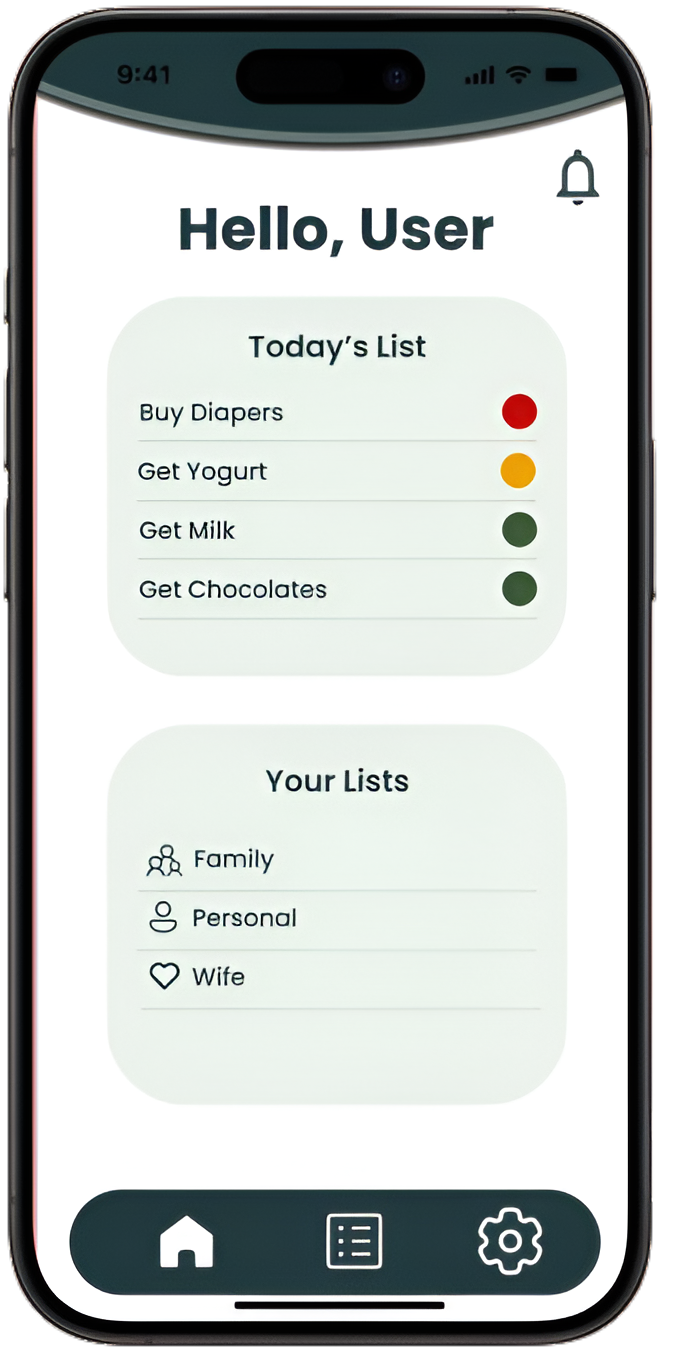 9:41
Hello, User
Today's List
Buy Diapers
Get Yogurt
Get Milk
Get Chocolates
Your Lists
Family
Personal
Wife